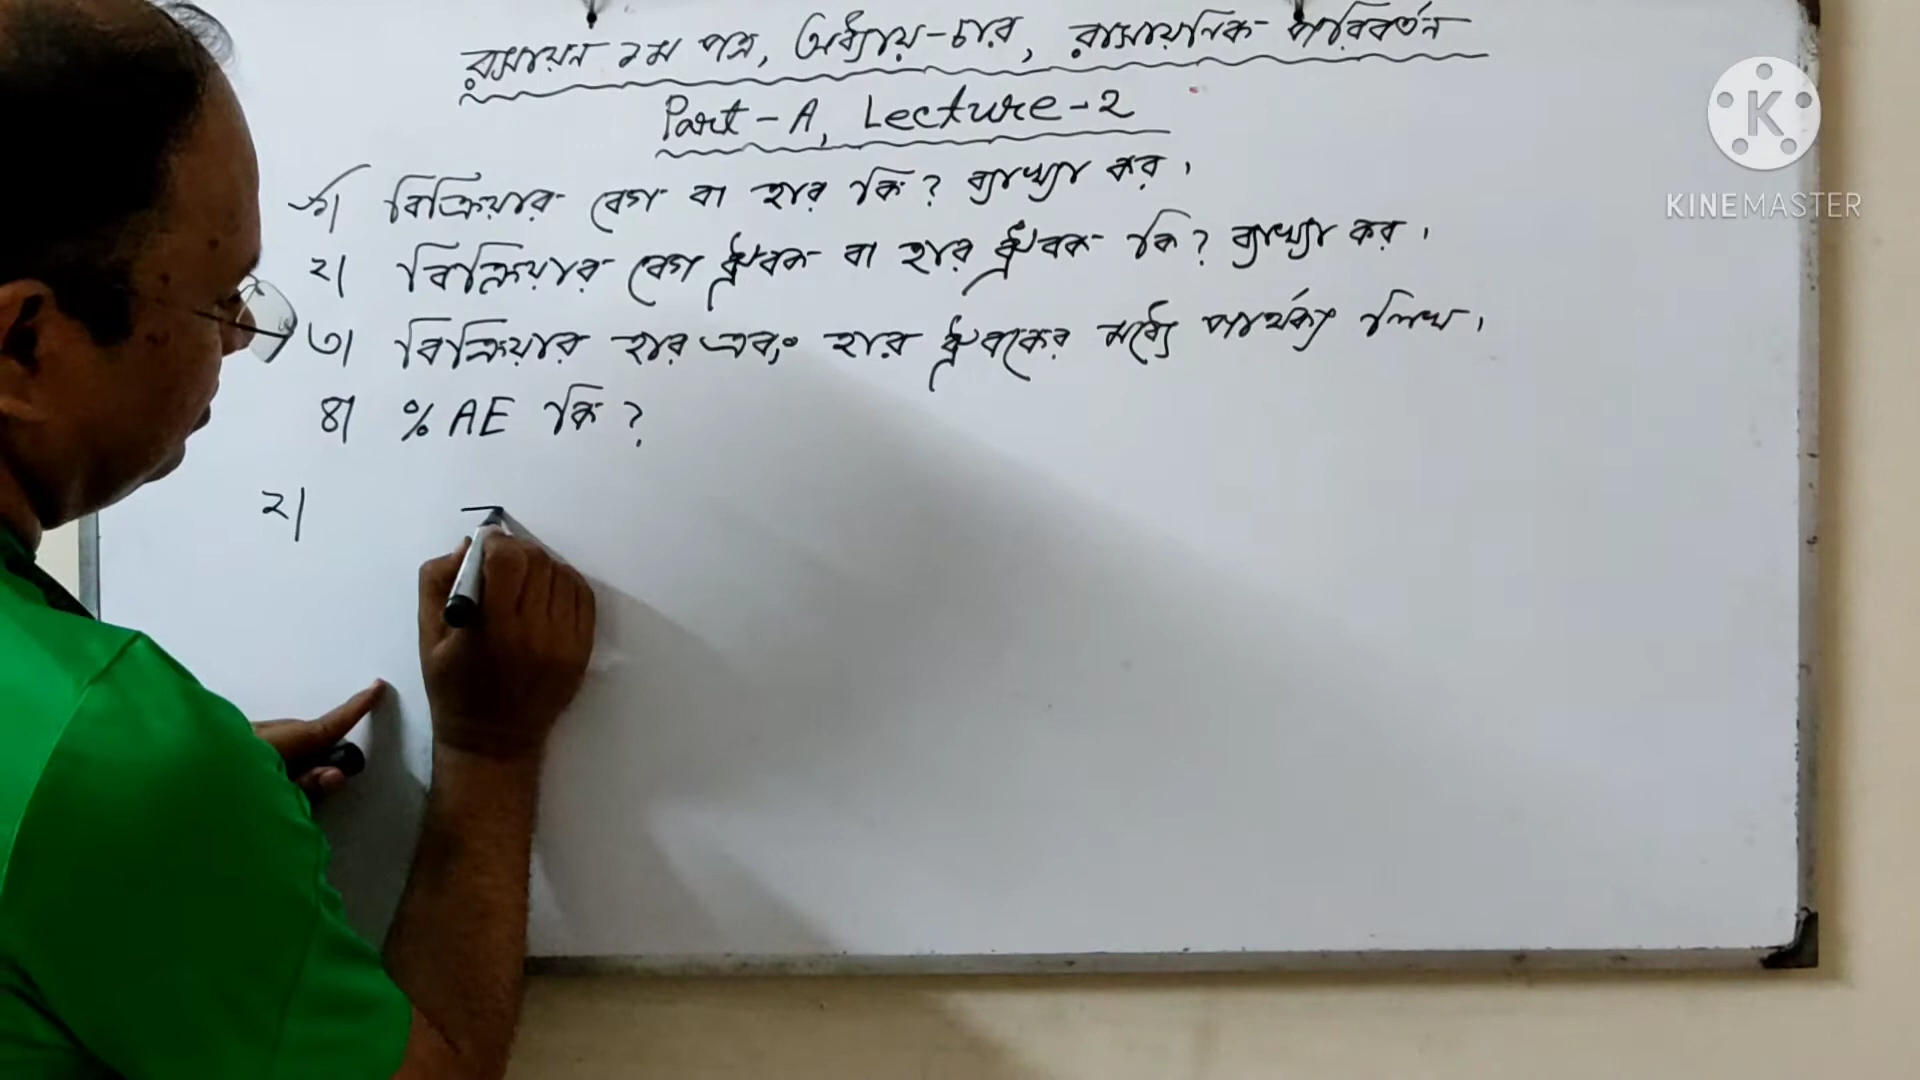 রসায়ন ১ম পত্র, অধ্যায়-চার, রাসায়নিক পরিবর্তন
Part-A, Lecture-2
১। বিক্রিয়ার বেগ বা হার কি? ব্যাখ্যা কর।
২। বিক্রিয়ার বেগ ধ্রুবক বা হার ধ্রুবক কি? ব্যাখ্যা কর।
৩। বিক্রিয়ার হার এবং হার ধ্রুবকের মধ্যে পার্থক্য লিখ।
৪। % AE কি?
২।
K
KINEMASTER